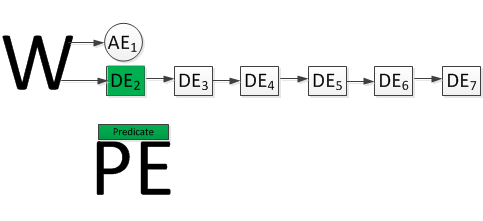 W
AE₁
DE₂ DE₃ DE₄ DE₅ DE₆ DE₇
Predicate
PE